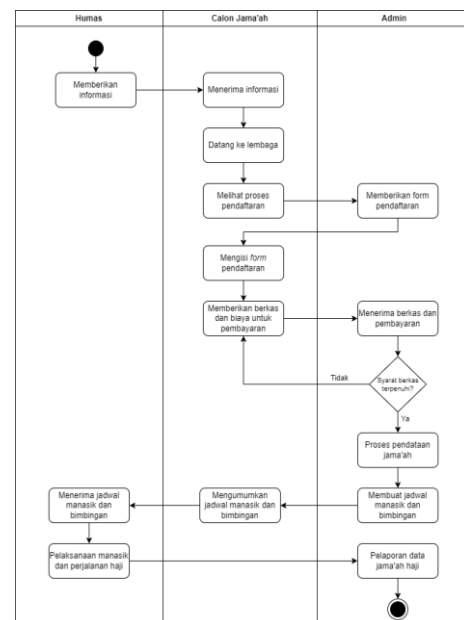 Humas
Calon Jama'ah
Admin
Memberikan
informasi
Menerima informasi
Datang ke lembaga
Melihat proses
pendaftaran
Memberikan form
pendaftaran
Mengisi form
pendaftaran
Memberikan berkas
dan biaya untuk
pembayaran
Menerima berkas dan
pembayaran
Tidak
Syarat berkas
terpenuhi?
Ya
Proses pendataan
jama'ah
Menerima jadwal
manasik dan
bimbingan
Mengumumkan
jadwal manasik dan
bimbingan
Membuat jadwal
manasik dan
bimbingan
Pelaksanaan manasik
dan perjalanan haji
Pelaporan data
jama'ah haji